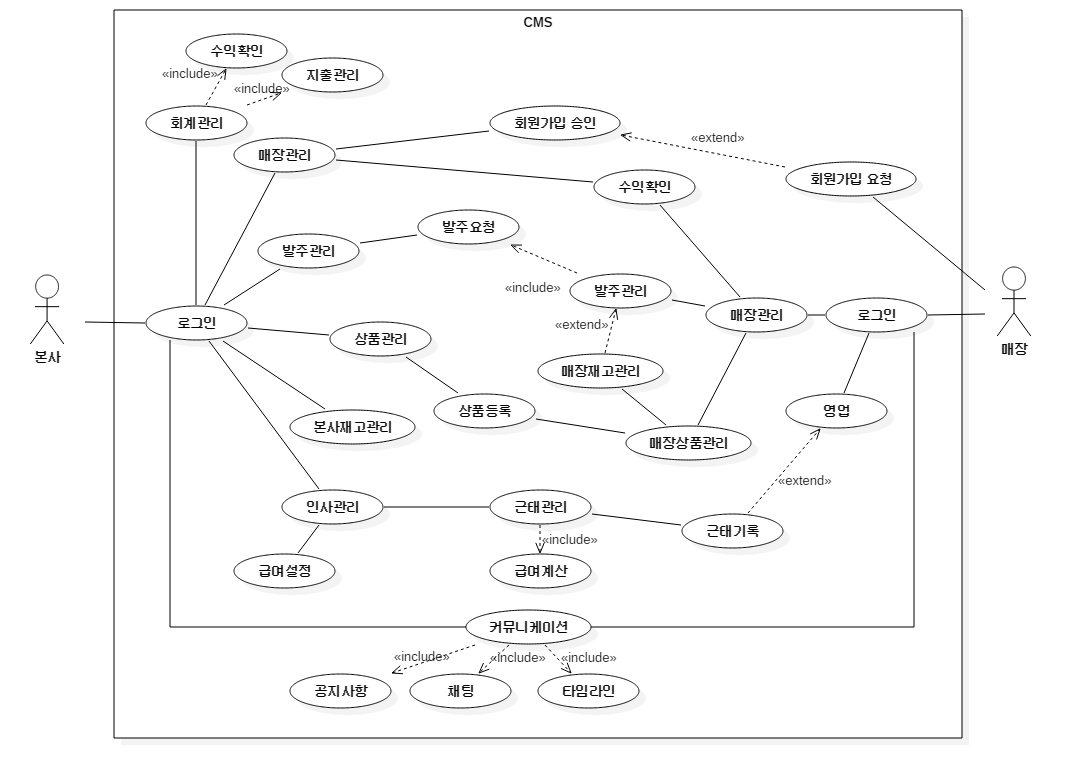 CMS
수익확인
«include»
지출관리
«include»
회계관리
회원가입 승인
«extend»
매장관리
회원가입 요청
수익확인
발주요청
발주관리
«include»
발주관리
매장관리
로그인
로그인
«extend»
상품관리
본사
매장
매장재고관리
상품등록
영업
본사재고관리
매장상품관리
«extend»
인사관리
근태관리
근태기록
«include»
급여설정
급여계산
커뮤니케이션
«include»
«include»
«include»
공지사항
채팅
타임라인